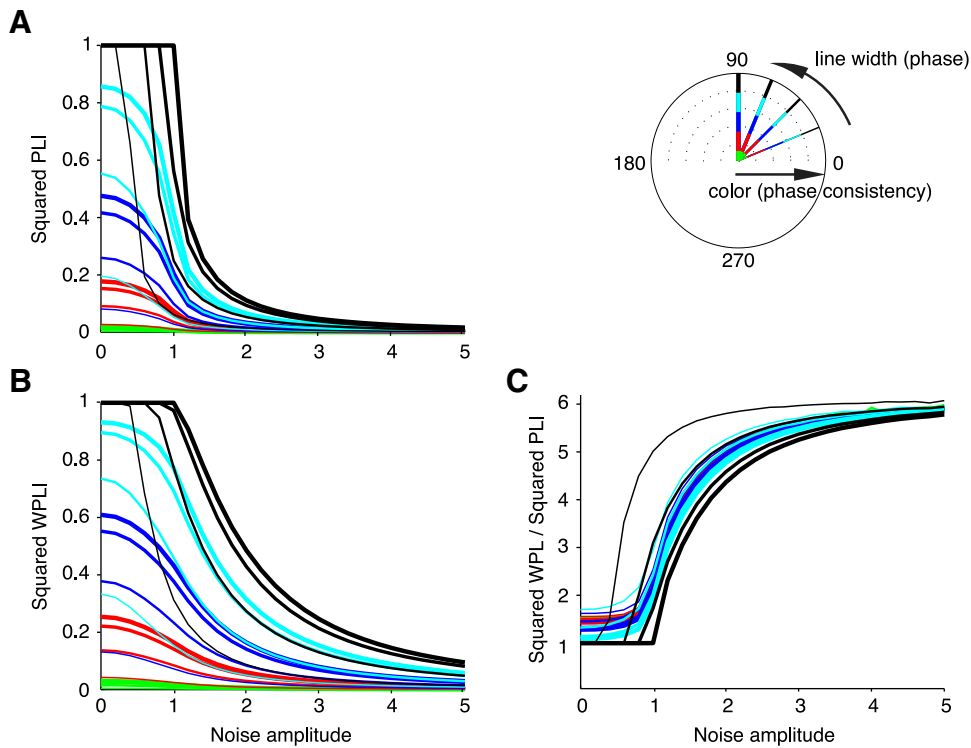 A
Squared PLI
1
0.8
0.6
0.4
0.2
0
0 1 2 3 4 5
Noise amplitude
90
line width (phase)
180
0
color (phase consistency)
270
B
Squared WPLI
1
0.8
0.6
0.4
0.2
0
0 1 2 3 4 5
Noise amplitude
C
Squared WPL / Squared PLI
6
5
4
3
2
1
0 1 2 3 4 5
Noise amplitude